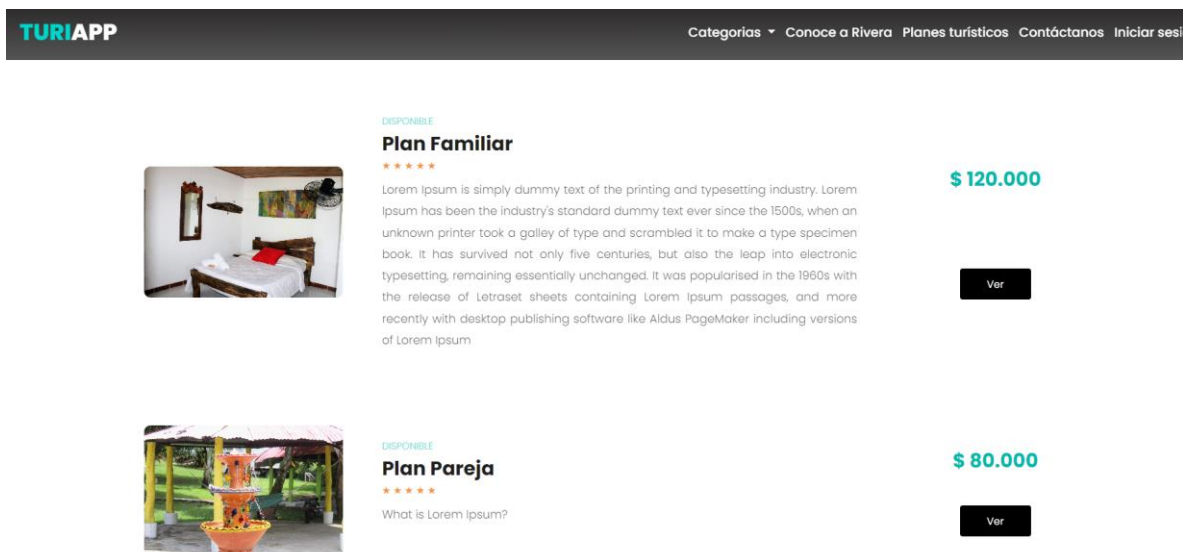 TURIAPP
Categorias Conoce a Rivera Planes turísticos Contáctanos Iniciar sesi
DISPONIBLE
Plan Familiar
Lorem Ipsum is simply dummy text of the printing and typesetting industry. Lorem
Ipsum has been the industry's standard dummy text ever since the 1500s, when an
unknown printer took a galley of type and scrambled it to make a type specimen
book. It has survived not only five centuries, but also the leap into electronic
typesetting, remaining essentially unchanged. It was popularised in the 1960s with
the release of Letraset sheets containing Lorem Ipsum passages, and more
recently with desktop publishing software like Aldus PageMaker including versions
of Lorem Ipsum
$ 120.000
Ver
DISPONIBLE
Plan Pareja
What is Lorem Ipsum?
$ 80.000
Ver